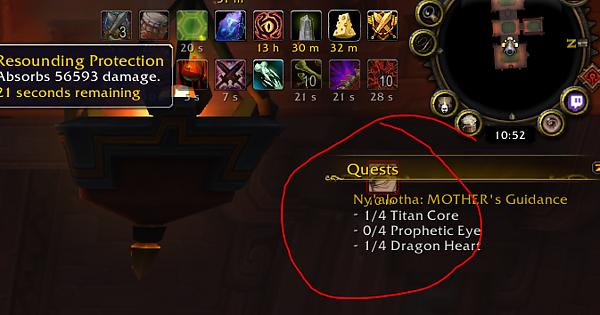 3
20 s
13 h
30 m
32 m
Resounding Protection
Absorbs 56593 damage.
21 seconds remaining
5 s
7 s
10
21 s
21 s
10
28 s
10:52
Quests
Ny'alotha: MOTHER's Guidance
- 1/4 Titan Core
- 0/4 Prophetic Eye
- 1/4 Dragon Heart